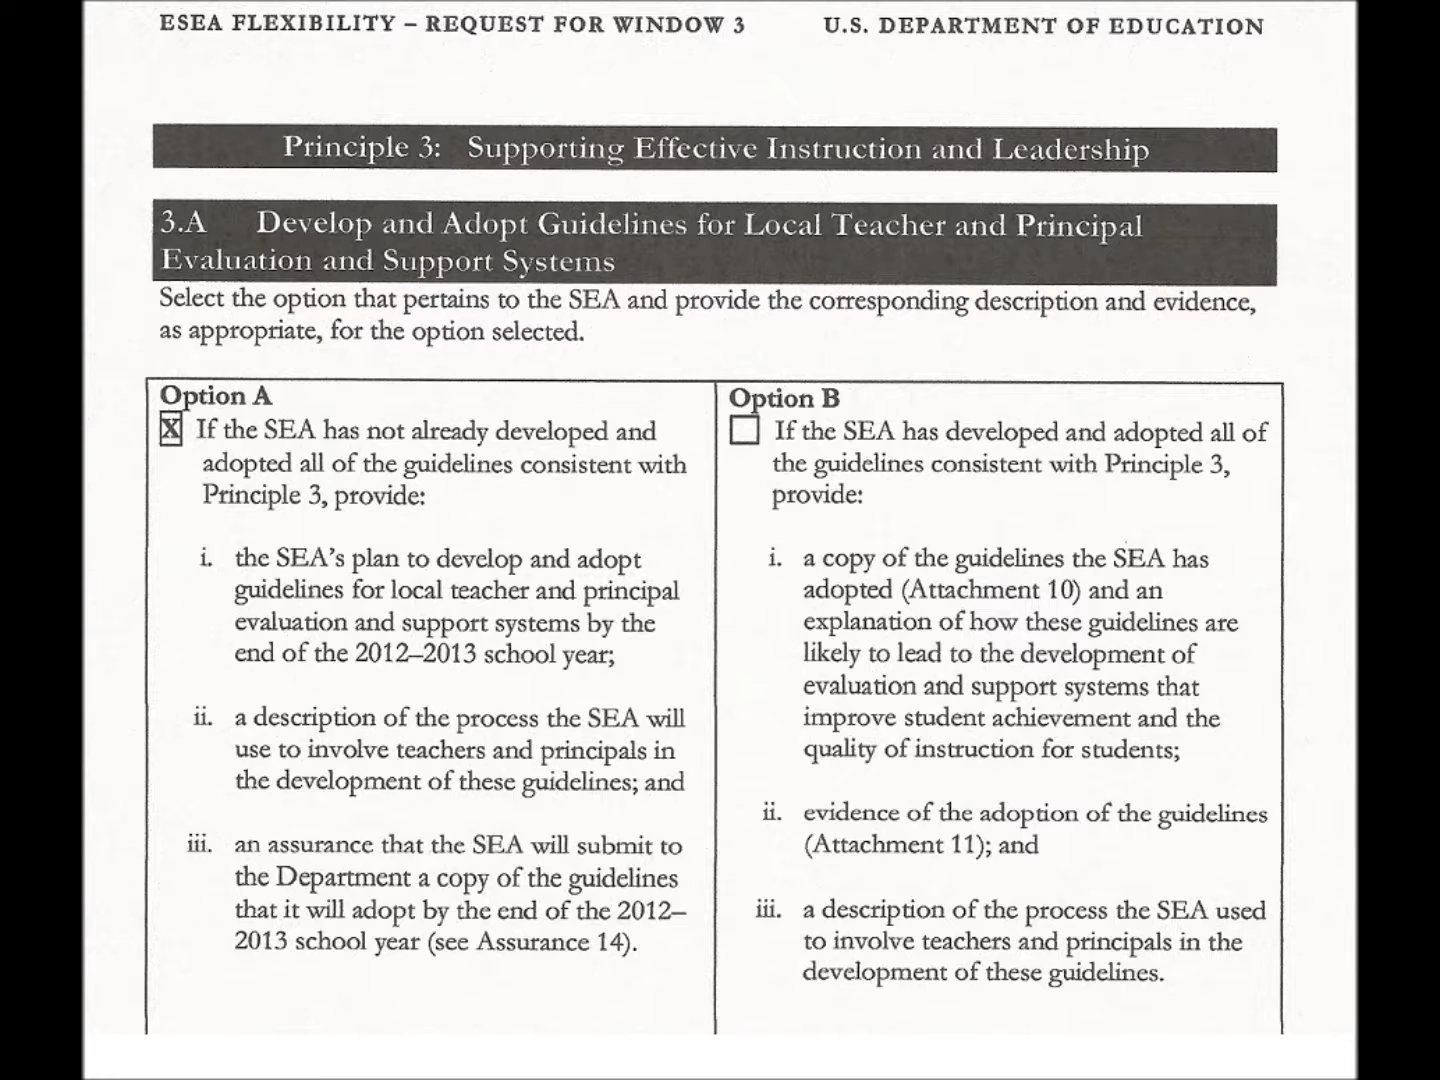 ESEA FLEXIBILITY – REQUEST FOR WINDOW 3 U.S. DEPARTMENT OF EDUCATION
Principle 3: Supporting Effective Instruction and Leadership
3.A Develop and Adopt Guidelines for Local Teacher and Principal
Evaluation and Support Systems
Select the option that pertains to the SEA and provide the corresponding description and evidence,
as appropriate, for the option selected.
Option A
X If the SEA has not already developed and
adopted all of the guidelines consistent with
Principle 3, provide:
i. the SEA’s plan to develop and adopt
guidelines for local teacher and principal
evaluation and support systems by the
end of the 2012–2013 school year;
ii. a description of the process the SEA will
use to involve teachers and principals in
the development of these guidelines; and
iii. an assurance that the SEA will submit to
the Department a copy of the guidelines
that it will adopt by the end of the 2012–
2013 school year (see Assurance 14).
Option B
If the SEA has developed and adopted all of
the guidelines consistent with Principle 3,
provide:
i. a copy of the guidelines the SEA has
adopted (Attachment 10) and an
explanation of how these guidelines are
likely to lead to the development of
evaluation and support systems that
improve student achievement and the
quality of instruction for students;
ii. evidence of the adoption of the guidelines
(Attachment 11); and
iii. a description of the process the SEA used
to involve teachers and principals in the
development of these guidelines.